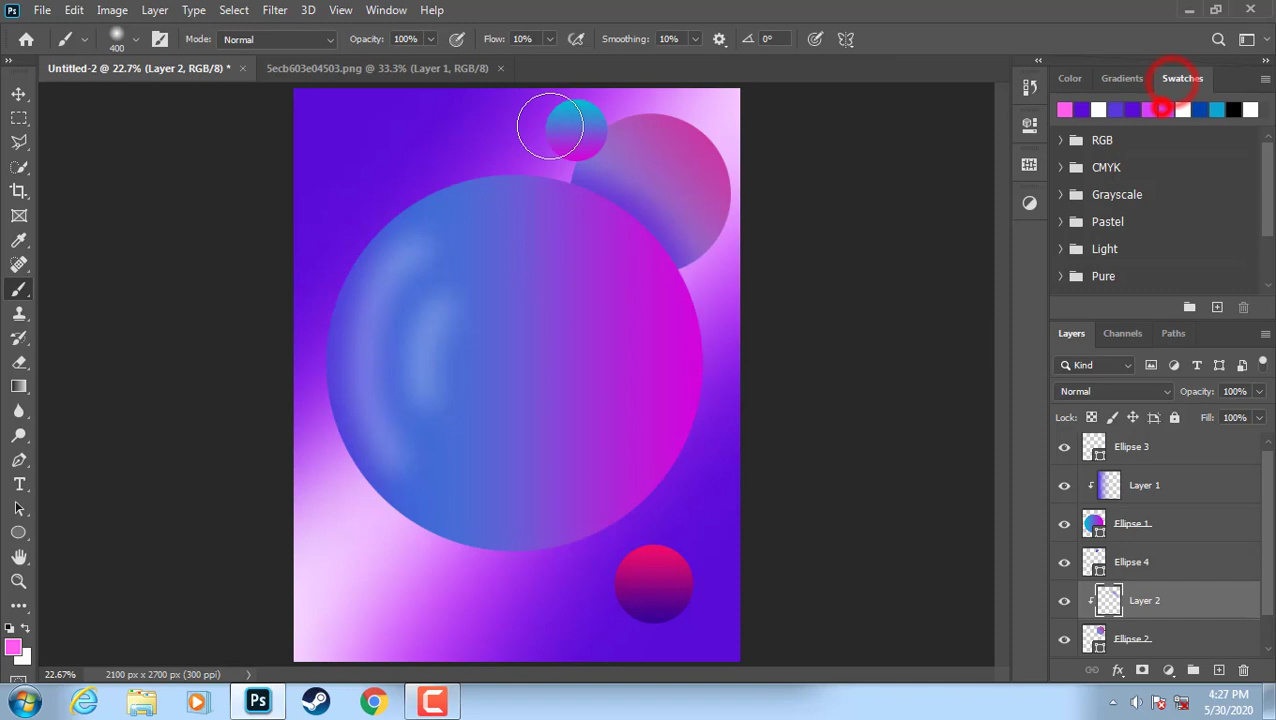 Ps File Edit Image Layer Type Select Filter 3D View Window Help
400 Mode: Normal Opacity: 100% Flow: 10% Smoothing: 10% 0°
Untitled-2 @ 22.7% (Layer 2, RGB/8) * × 5ecb603e04503.png @ 33.3% (Layer 1, RGB/8) ×
Color Gradients Swatches
RGB
CMYK
Grayscale
Pastel
Light
Pure
Layers Channels Paths
Kind
Normal Opacity: 100%
Lock: Fill: 100%
Ellipse 3
Layer 1
Ellipse 1
Ellipse 4
Layer 2
Ellipse 2
22.67% 2100 px x 2700 px (300 ppi)
Ps 4:27 PM
5/30/2020